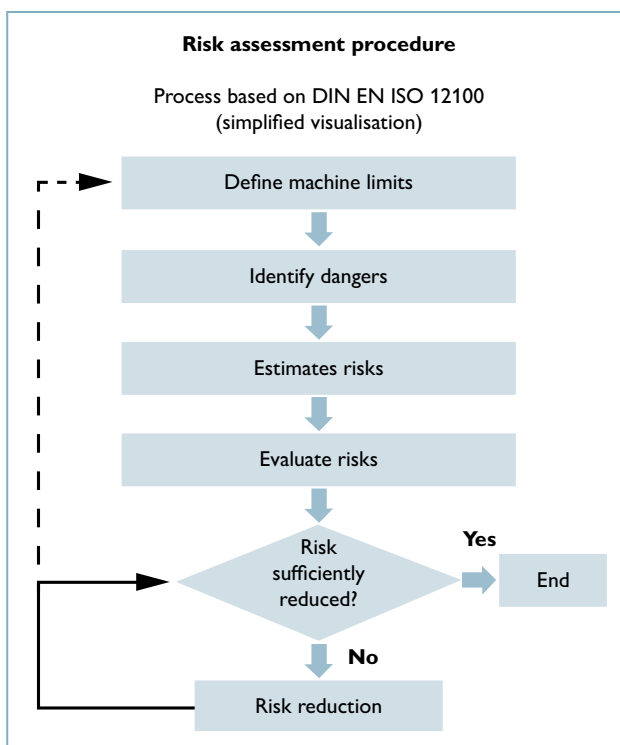 Risk assessment procedure
Process based on DIN EN ISO 12100
(simplified visualisation)
Define machine limits
Identify dangers
Estimates risks
Evaluate risks
Risk
sufficiently
reduced?
Yes
End
No
Risk reduction